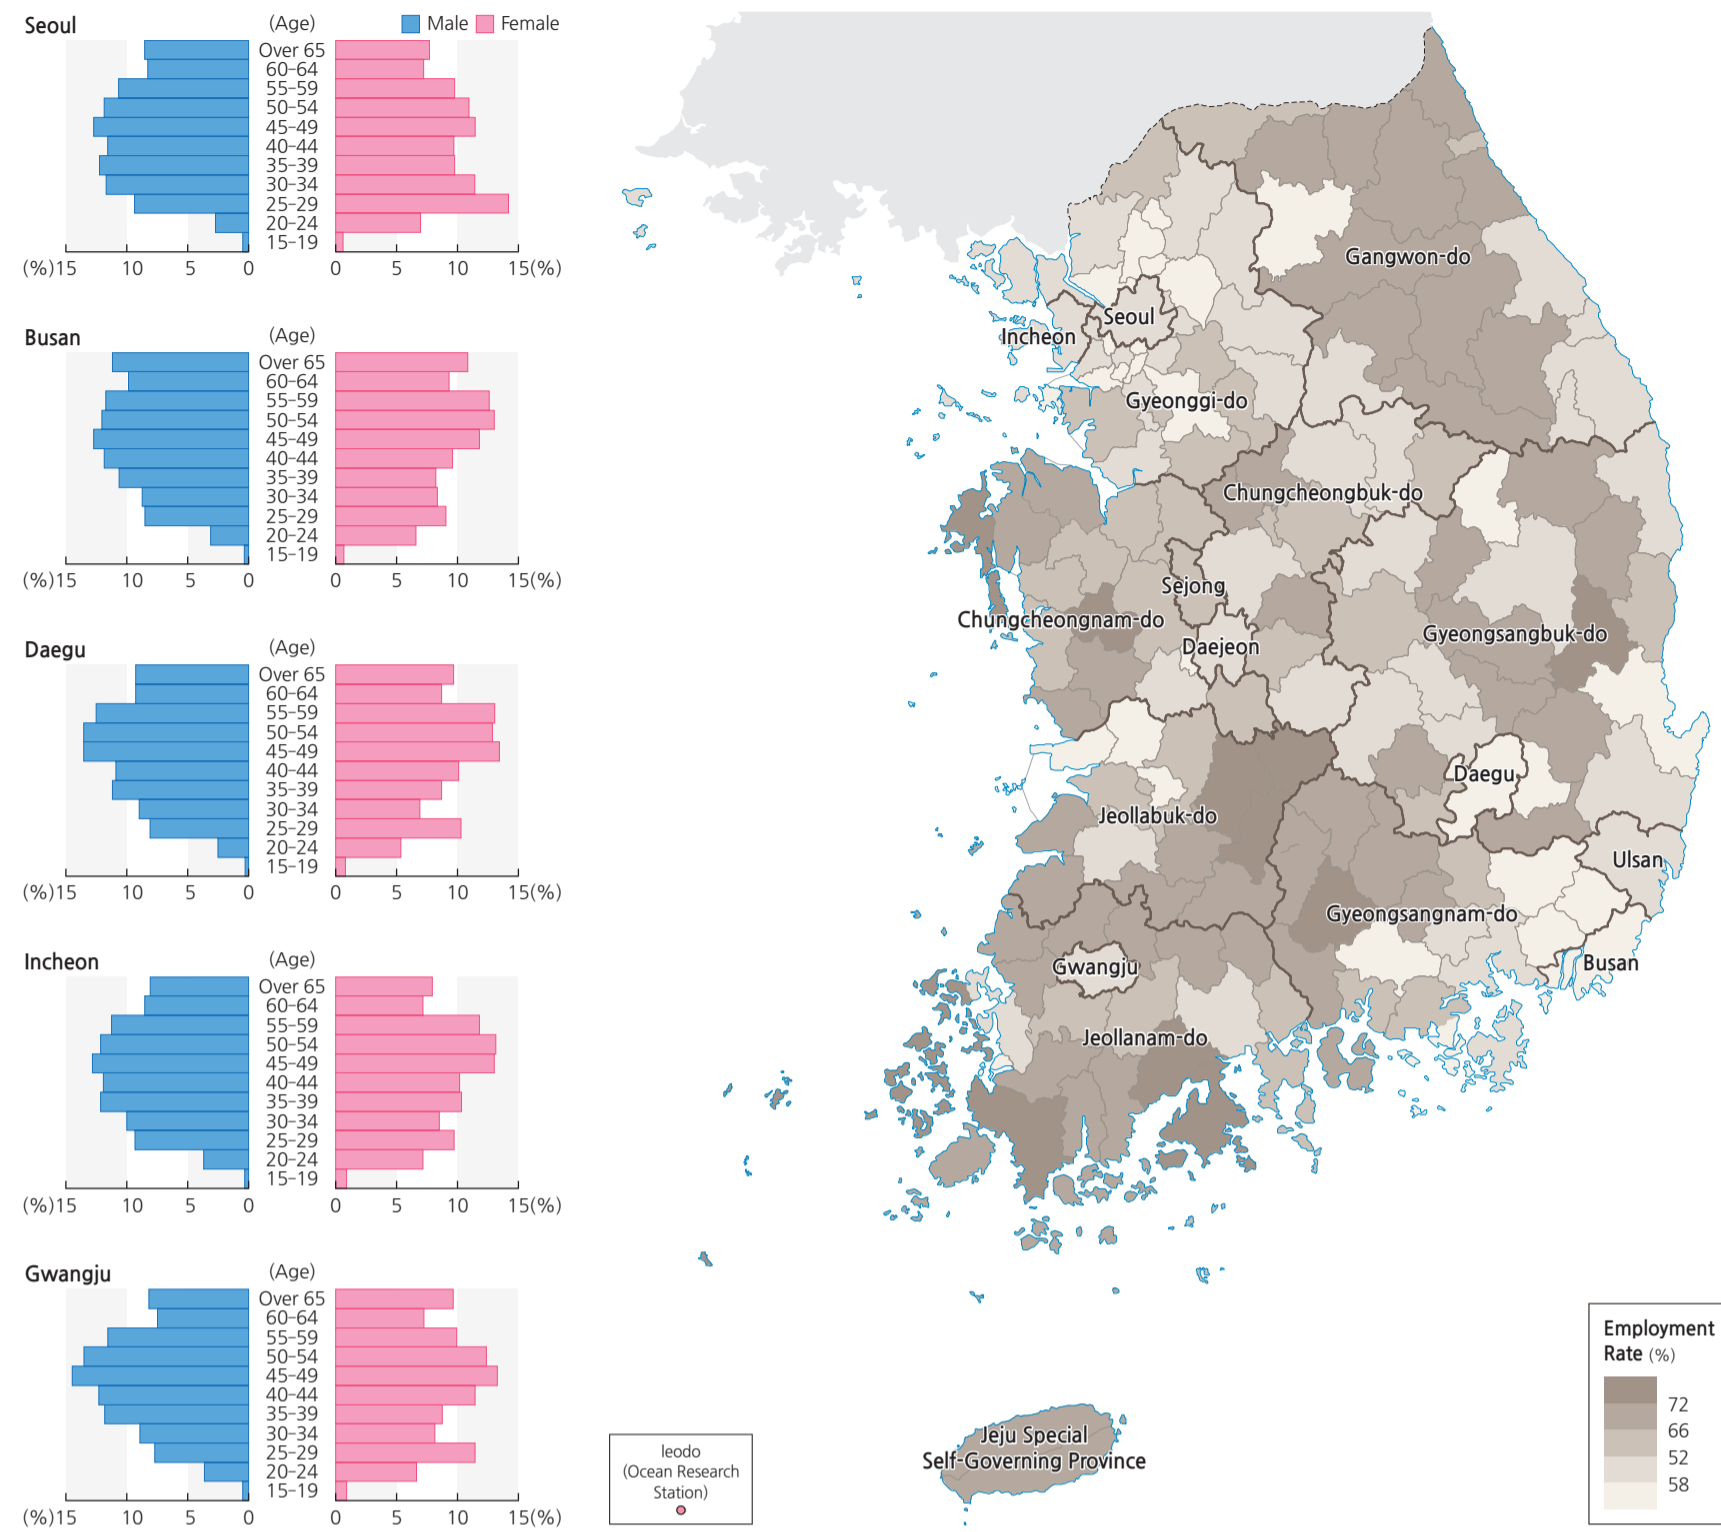 Seoul
(Age)
Male
Female
Over 65
60-64
55-59
50-54
45-49
40-44
35-39
30-34
25-29
20-24
15-19
(%)15 10 5 0
0 5 10 15(%)
Busan
(Age)
Over 65
60-64
55-59
50-54
45-49
40-44
35-39
30-34
25-29
20-24
15-19
(%)15 10 5 0
0 5 10 15(%)
Daegu
(Age)
Over 65
60-64
55-59
50-54
45-49
40-44
35-39
30-34
25-29
20-24
15-19
(%)15 10 5 0
0 5 10 15(%)
Incheon
(Age)
Over 65
60-64
55-59
50-54
45-49
40-44
35-39
30-34
25-29
20-24
15-19
(%)15 10 5 0
0 5 10 15(%)
Gwangju
(Age)
Over 65
60-64
55-59
50-54
45-49
40-44
35-39
30-34
25-29
20-24
15-19
(%)15 10 5 0
0 5 10 15(%)
Gangwon-do
Seoul
Incheon
Gyeonggi-do
Chungcheongbuk-do
Sejong
Chungcheongnam-do
Gyeongsangbuk-do
Daejeon
Daegu
Jeollabuk-do
Ulsan
Gyeongsangnam-do
Busan
Gwangju
Jeollanam-do
Jeju Special
Self-Governing Province
Ieodo
(Ocean Research
Station)
Employment
Rate (%)
72
66
52
58